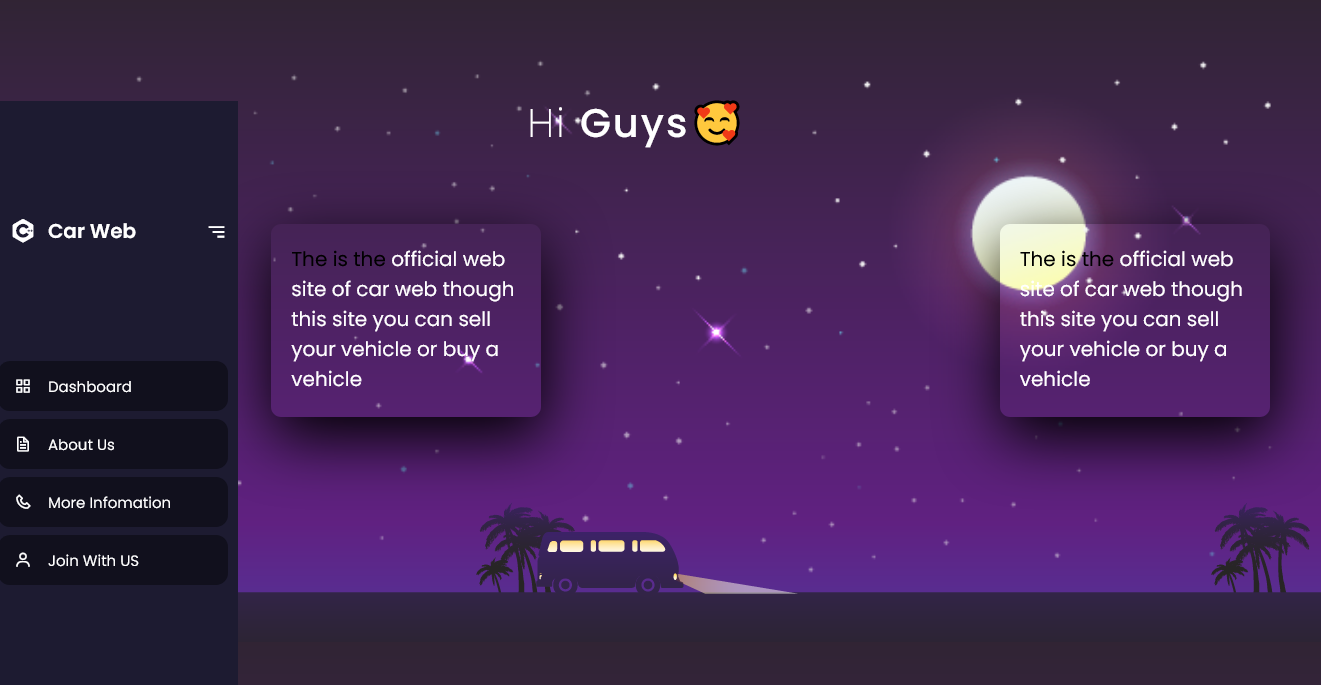 Hi Guys 🥰
Car Web
Dashboard
About Us
More Infomation
Join With US
The is the official web
site of car web though
this site you can sell
your vehicle or buy a
vehicle
The is the official web
site of car web though
this site you can sell
your vehicle or buy a
vehicle